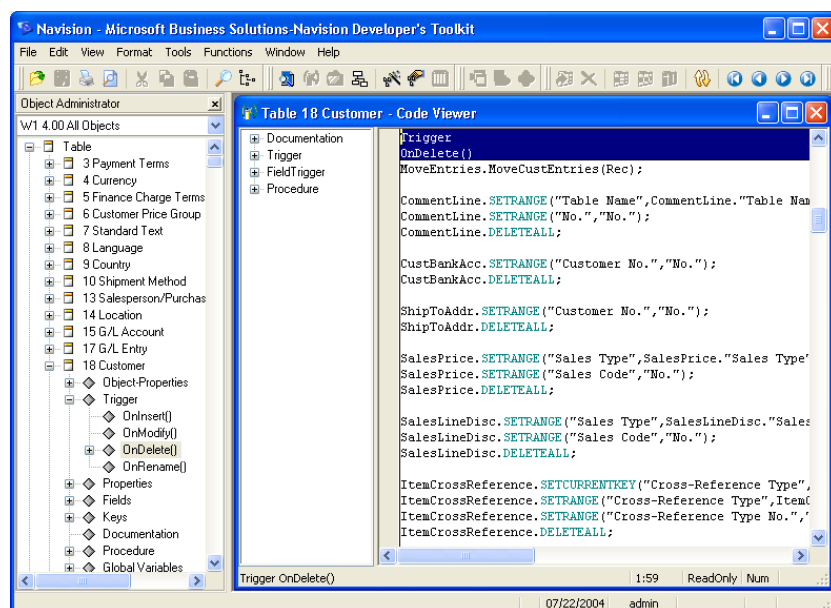 Navision - Microsoft Business Solutions-Navision Developer's Toolkit
File Edit View Format Tools Functions Window Help
Object Administrator
W1 4.00 All Objects
Table
3 Payment Terms
4 Currency
5 Finance Charge Terms
6 Customer Price Group
7 Standard Text
8 Language
9 Country
10 Shipment Method
13 Salesperson/Purchas
14 Location
15 G/L Account
17 G/L Entry
18 Customer
Object-Properties
Trigger
OnInsert()
OnModify()
OnDelete()
OnRename()
Properties
Fields
Keys
Documentation
Procedure
Global Variables
Table 18 Customer - Code Viewer
Documentation
Trigger
FieldTrigger
Procedure
Trigger
OnDelete()
MoveEntries.MoveCustEntries(Rec);
CommentLine.SETRANGE("Table Name",CommentLine."Table Nam
CommentLine.SETRANGE("No.","No.");
CommentLine.DELETEALL;
CustBankAcc.SETRANGE("Customer No.","No.");
CustBankAcc.DELETEALL;
ShipToAddr.SETRANGE("Customer No.","No.");
ShipToAddr.DELETEALL;
SalesPrice.SETRANGE("Sales Type",SalesPrice."Sales Type"
SalesPrice.SETRANGE("Sales Code","No.");
SalesPrice.DELETEALL;
SalesLineDisc.SETRANGE("Sales Type",SalesLineDisc."Sales
SalesLineDisc.SETRANGE("Sales Code","No.");
SalesLineDisc.DELETEALL;
ItemCrossReference.SETCURRENTKEY("Cross-Reference Type",
ItemCrossReference.SETRANGE("Cross-Reference Type",ItemC
ItemCrossReference.SETRANGE("Cross-Reference Type No.","
ItemCrossReference.DELETEALL;
Trigger OnDelete() 1:59 ReadOnly Num
07/22/2004 admin